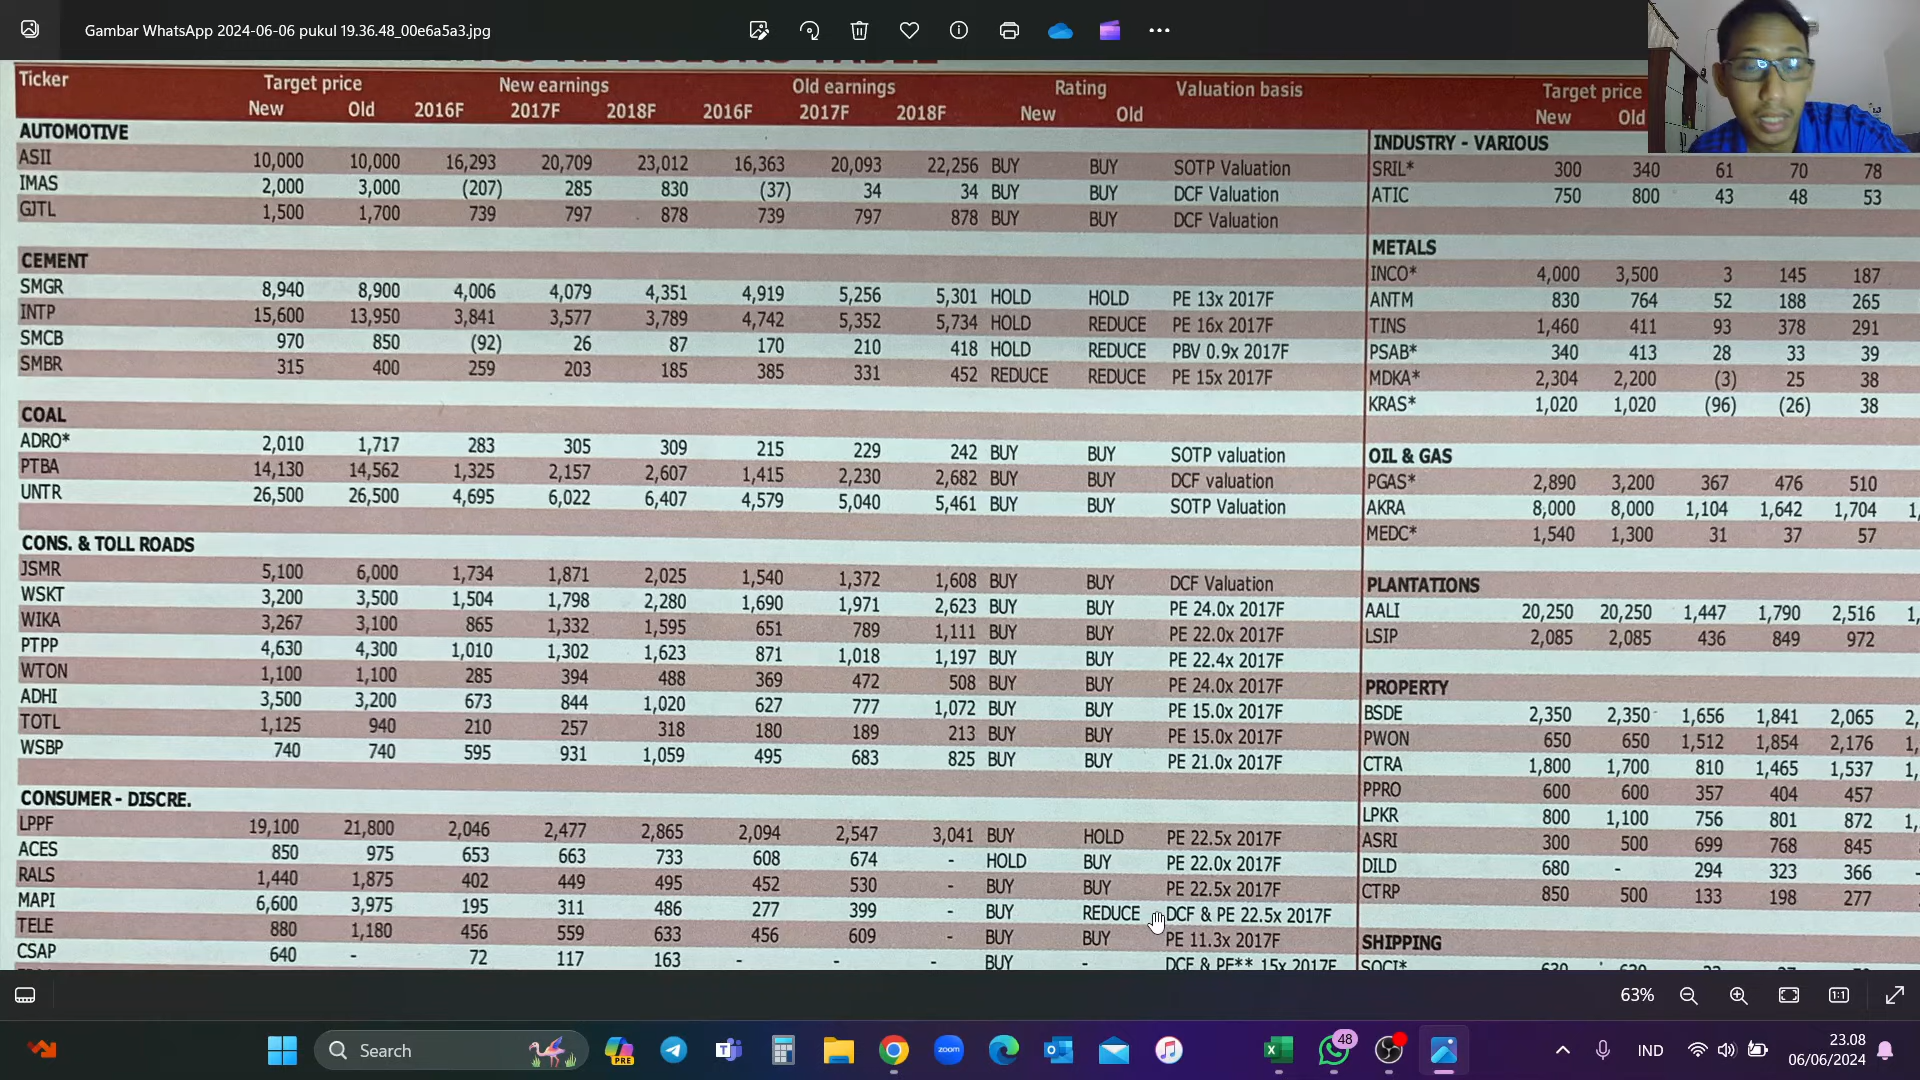 Gambar WhatsApp 2024-06-06 pukul 19.36.48_00e6a5a3.jpg
Ticker Target price New earnings Old earnings Rating Valuation basis
New Old 2016F 2017F 2018F 2016F 2017F 2018F New Old
AUTOMOTIVE
ASII 10,000 10,000 16,293 20,709 23,012 16,363 20,093 22,256 BUY BUY SOTP Valuation
IMAS 2,000 3,000 (207) 285 830 (37) 34 34 BUY BUY DCF Valuation
GJTL 1,500 1,700 739 797 878 739 797 878 BUY BUY DCF Valuation
CEMENT
SMGR 8,940 8,900 4,006 4,079 4,351 4,919 5,256 5,301 HOLD HOLD PE 13x 2017F
INTP 15,600 13,950 3,841 3,577 3,789 4,742 5,352 5,734 HOLD REDUCE PE 16x 2017F
SMCB 970 850 (92) 26 87 170 210 418 HOLD REDUCE PBV 0.9x 2017F
SMBR 315 400 259 203 185 385 331 452 REDUCE REDUCE PE 15x 2017F
COAL
ADRO* 2,010 1,717 283 305 309 215 229 242 BUY BUY SOTP valuation
PTBA 14,130 14,562 1,325 2,157 2,607 1,415 2,230 2,682 BUY BUY DCF valuation
UNTR 26,500 26,500 4,695 6,022 6,407 4,579 5,040 5,461 BUY BUY SOTP Valuation
CONS. & TOLL ROADS
JSMR 5,100 6,000 1,734 1,871 2,025 1,540 1,372 1,608 BUY BUY DCF Valuation
WSKT 3,200 3,500 1,504 1,798 2,280 1,690 1,971 2,623 BUY BUY PE 24.0x 2017F
WIKA 3,267 3,100 865 1,332 1,595 651 789 1,111 BUY BUY PE 22.0x 2017F
PTPP 4,630 4,300 1,010 1,302 1,623 871 1,018 1,197 BUY BUY PE 22.4x 2017F
WTON 1,100 1,100 285 394 488 369 472 508 BUY BUY PE 24.0x 2017F
ADHI 3,500 3,200 673 844 1,020 627 777 1,072 BUY BUY PE 15.0x 2017F
TOTL 1,125 940 210 257 318 180 189 213 BUY BUY PE 15.0x 2017F
WSBP 740 740 595 931 1,059 495 683 825 BUY BUY PE 21.0x 2017F
CONSUMER - DISCRE.
LPPF 19,100 21,800 2,046 2,477 2,865 2,094 2,547 3,041 BUY HOLD PE 22.5x 2017F
ACES 850 975 653 663 733 608 674 - HOLD BUY PE 22.0x 2017F
RALS 1,440 1,875 402 449 495 452 530 - BUY BUY PE 22.5x 2017F
MAPI 6,600 3,975 195 311 486 277 399 - BUY REDUCE DCF & PE 22.5x 2017F
TELE 880 1,180 456 559 633 456 609 - BUY BUY PE 11.3x 2017F
CSAP 640 - 72 117 163 - - - BUY - DCF & PE** 15x 2017F
Target price
New Old
INDUSTRY - VARIOUS
SRIL* 300 340 61 70 78
ATIC 750 800 43 48 53
METALS
INCO* 4,000 3,500 3 145 187
ANTM 830 764 52 188 265
TINS 1,460 411 93 378 291
PSAB* 340 413 28 33 39
MDKA* 2,304 2,200 (3) 25 38
KRAS* 1,020 1,020 (96) (26) 38
OIL & GAS
PGAS* 2,890 3,200 367 476 510
AKRA 8,000 8,000 1,104 1,642 1,704 1,
MEDC* 1,540 1,300 31 37 57
PLANTATIONS
AALI 20,250 20,250 1,447 1,790 2,516 1,
LSIP 2,085 2,085 436 849 972
PROPERTY
BSDE 2,350 2,350 1,656 1,841 2,065 2,
PWON 650 650 1,512 1,854 2,176 1,
CTRA 1,800 1,700 810 1,465 1,537 1,
PPRO 600 600 357 404 457
LPKR 800 1,100 756 801 872 1,
ASRI 300 500 699 768 845
DILD 680 - 294 323 366 -
CTRP 850 500 133 198 277
SHIPPING
SOCI* 630 630
63%
Search
PRE
zoom
48
IND
23.08
06/06/2024